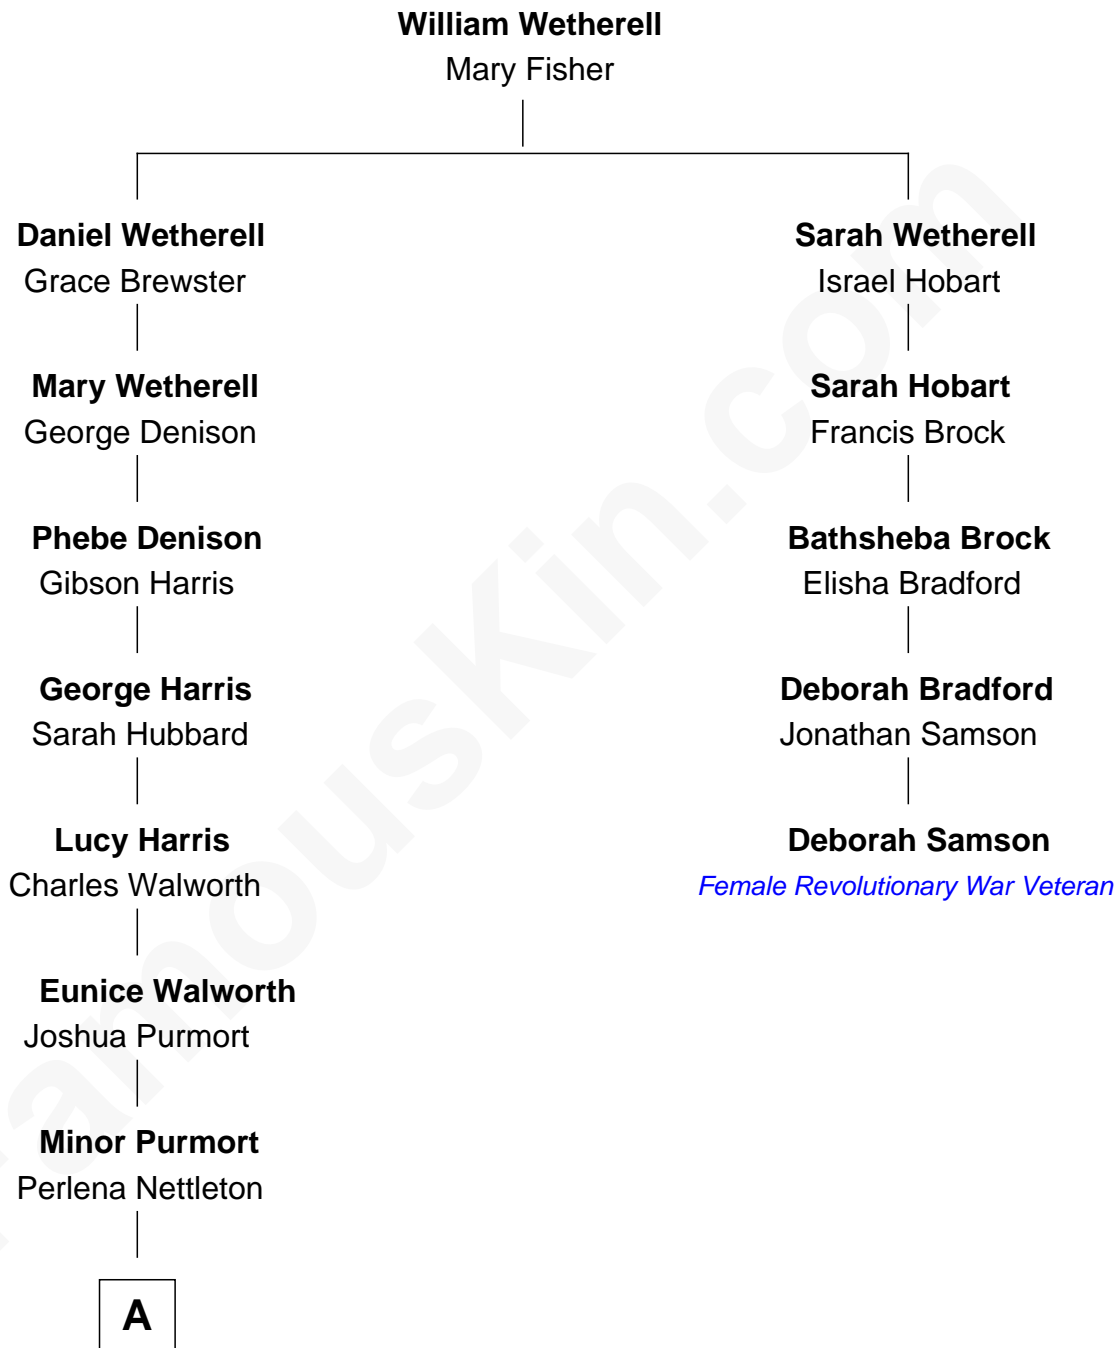 William Wetherell
Mary Fisher
Daniel Wetherell
Grace Brewster
Mary Wetherell
George Denison
Phebe Denison
Gibson Harris
George Harris
Sarah Hubbard
Lucy Harris
Charles Walworth
Eunice Walworth
Joshua Purmort
Minor Purmort
Perlena Nettleton
A
Sarah Wetherell
Israel Hobart
Sarah Hobart
Francis Brock
Bathsheba Brock
Elisha Bradford
Deborah Bradford
Jonathan Samson
Deborah Samson
Female Revolutionary War Veteran
FamousKin.com